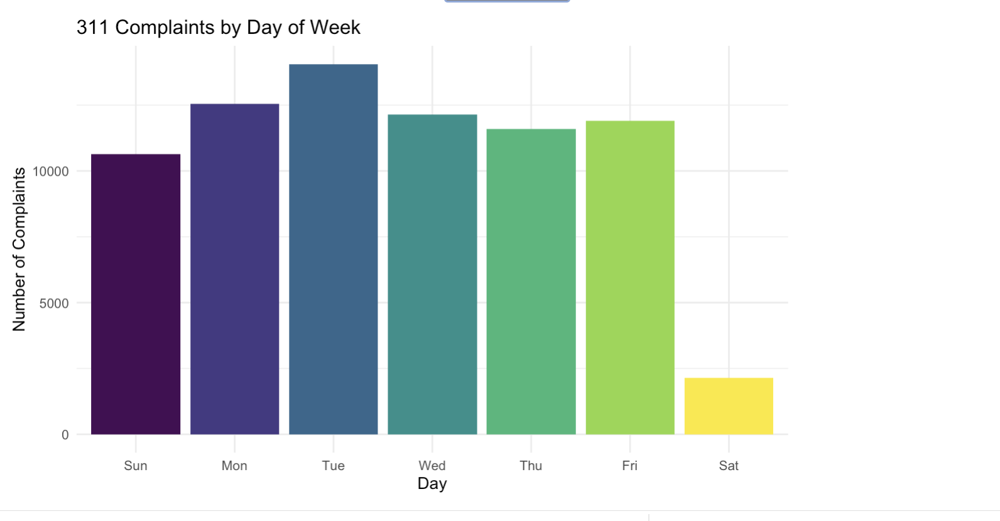 311 Complaints by Day of Week
Number of Complaints
10000
5000
0
Sun Mon Tue Wed Thu Fri Sat
Day